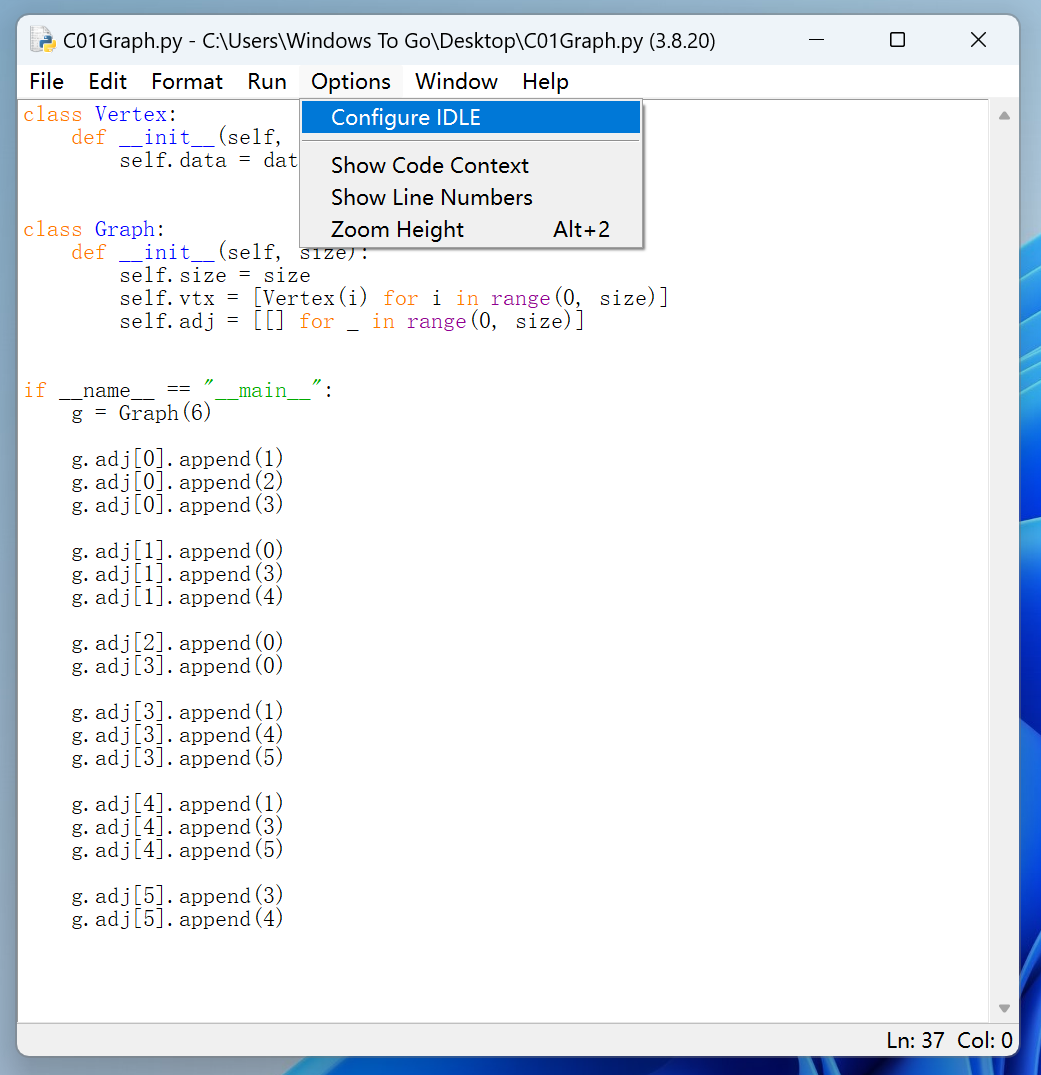 C01Graph.py - C:\Users\Windows To Go\Desktop\C01Graph.py (3.8.20)
File Edit Format Run Options Window Help
Configure IDLE
Show Code Context
Show Line Numbers
Zoom Height Alt+2
class Vertex:
    def __init__(self,
        self.data = dat
class Graph:
    def __init__(self, size):
        self.size = size
        self.vtx = [Vertex(i) for i in range(0, size)]
        self.adj = [[] for _ in range(0, size)]
if __name__ == "__main__":
    g = Graph(6)
    g.adj[0].append(1)
    g.adj[0].append(2)
    g.adj[0].append(3)
    g.adj[1].append(0)
    g.adj[1].append(3)
    g.adj[1].append(4)
    g.adj[2].append(0)
    g.adj[3].append(0)
    g.adj[3].append(1)
    g.adj[3].append(4)
    g.adj[3].append(5)
    g.adj[4].append(1)
    g.adj[4].append(3)
    g.adj[4].append(5)
    g.adj[5].append(3)
    g.adj[5].append(4)
Ln: 37 Col: 0